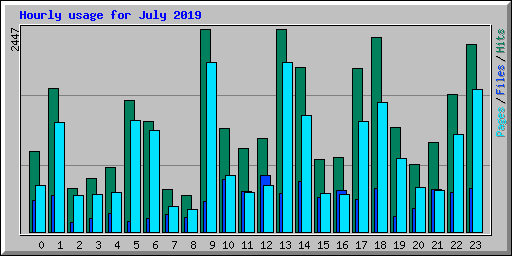 Hourly usage for July 2019
2447
Pages / Files / Hits
0 1 2 3 4 5 6 7 8 9 10 11 12 13 14 15 16 17 18 19 20 21 22 23